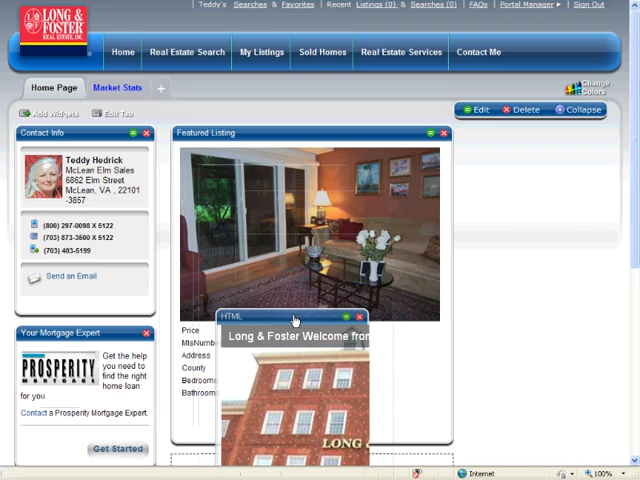 Teddy's Searches & Favorites | Recent Listings (0) & Searches (0) | FAQs | Portal Manager | Sign Out
LONG & FOSTER
REAL ESTATE, INC.
Home Real Estate Search My Listings Sold Homes Real Estate Services Contact Me
Home Page Market Stats +
Change Colors
Add Widgets Edit Tab
Edit Delete Collapse
Contact Info
Teddy Hedrick
McLean Elm Sales
6862 Elm Street
McLean, VA , 22101
-3857
(800) 297-0098 X 5122
(703) 873-3500 X 5122
(703) 403-5199
Send an Email
Your Mortgage Expert
PROSPERITY
MORTGAGE
Get the help
you need to
find the right
home loan
for you
Contact a Prosperity Mortgage Expert.
Get Started
Featured Listing
HTML
Long & Foster Welcome from
LONG &
Price
MlsNumb
Address
County
Bedrooms
Bathroom
Internet
100%